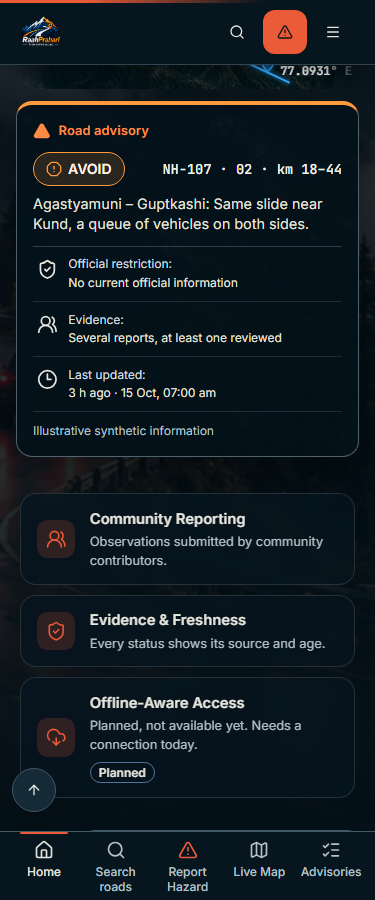 RaahPrahari
77.0931° E
Road advisory
AVOID
NH-107 · 02 · km 18–44
Agastyamuni – Guptkashi: Same slide near
Kund, a queue of vehicles on both sides.
Official restriction:
No current official information
Evidence:
Several reports, at least one reviewed
Last updated:
3 h ago · 15 Oct, 07:00 am
Illustrative synthetic information
Community Reporting
Observations submitted by community
contributors.
Evidence & Freshness
Every status shows its source and age.
Offline-Aware Access
Planned, not available yet. Needs a
connection today.
Planned
Home
Search
roads
Report
Hazard
Live Map
Advisories